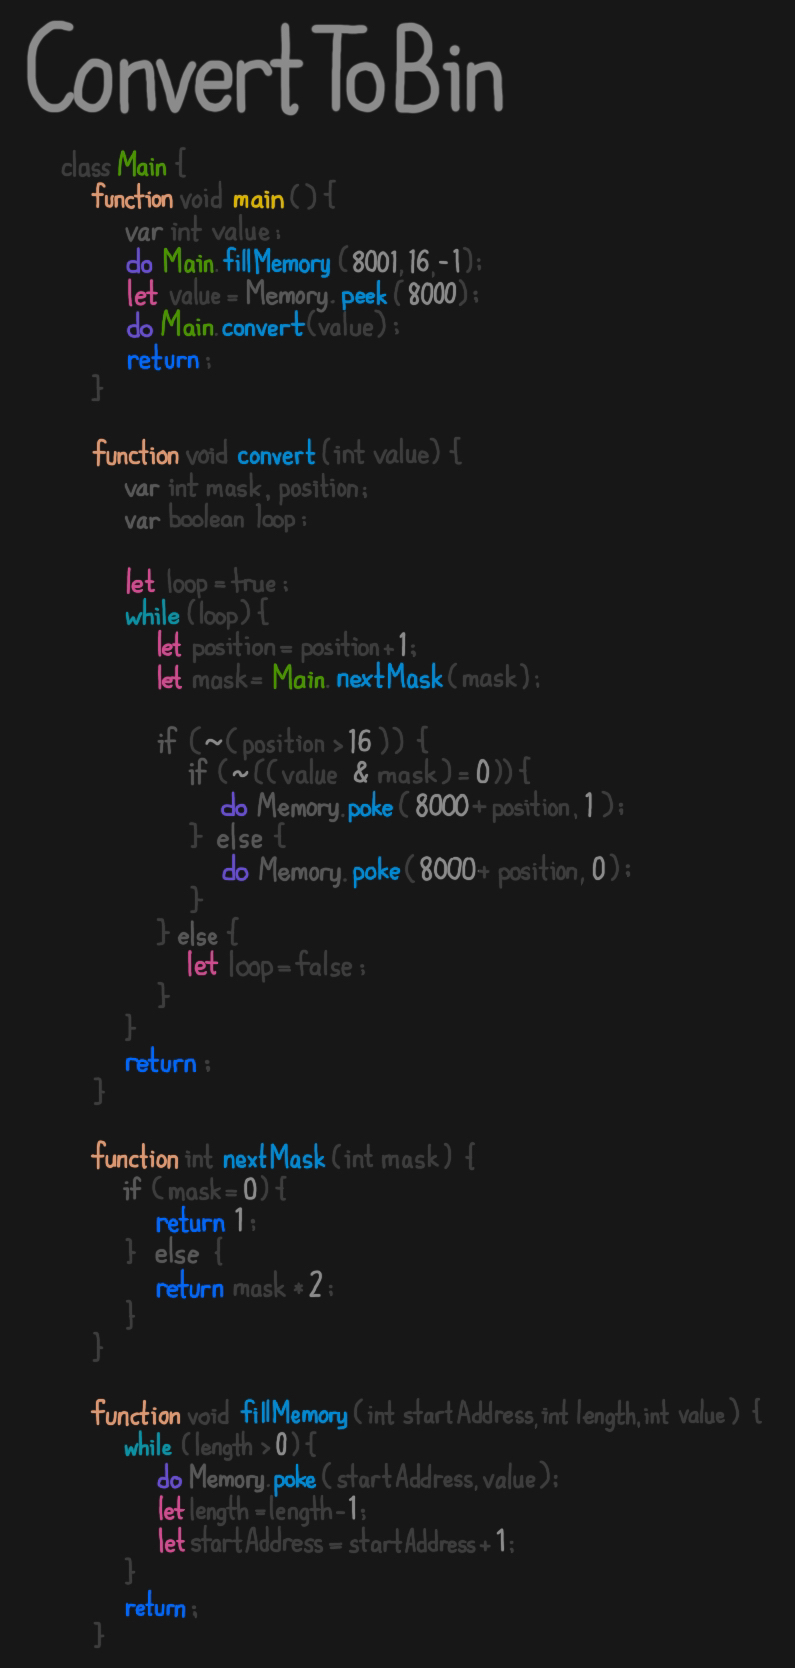 ConvertToBin
class Main {
function void main () {
var int value;
do Main.fillMemory (8001, 16, -1);
let value = Memory.peek (8000);
do Main.convert(value);
return;
}
function void convert (int value) {
var int mask, position;
var boolean loop;
let loop = true;
while (loop) {
let position = position + 1;
let mask = Main.nextMask (mask);
if (~(position > 16)) {
if (~((value & mask) = 0)) {
do Memory.poke (8000 + position, 1);
} else {
do Memory.poke (8000 + position, 0);
}
} else {
let loop = false;
}
}
return;
}
function int nextMask (int mask) {
if (mask = 0) {
return 1;
} else {
return mask * 2;
}
}
function void fillMemory (int startAddress, int length, int value) {
while (length > 0) {
do Memory.poke (startAddress, value);
let length = length - 1;
let startAddress = startAddress + 1;
}
return;
}